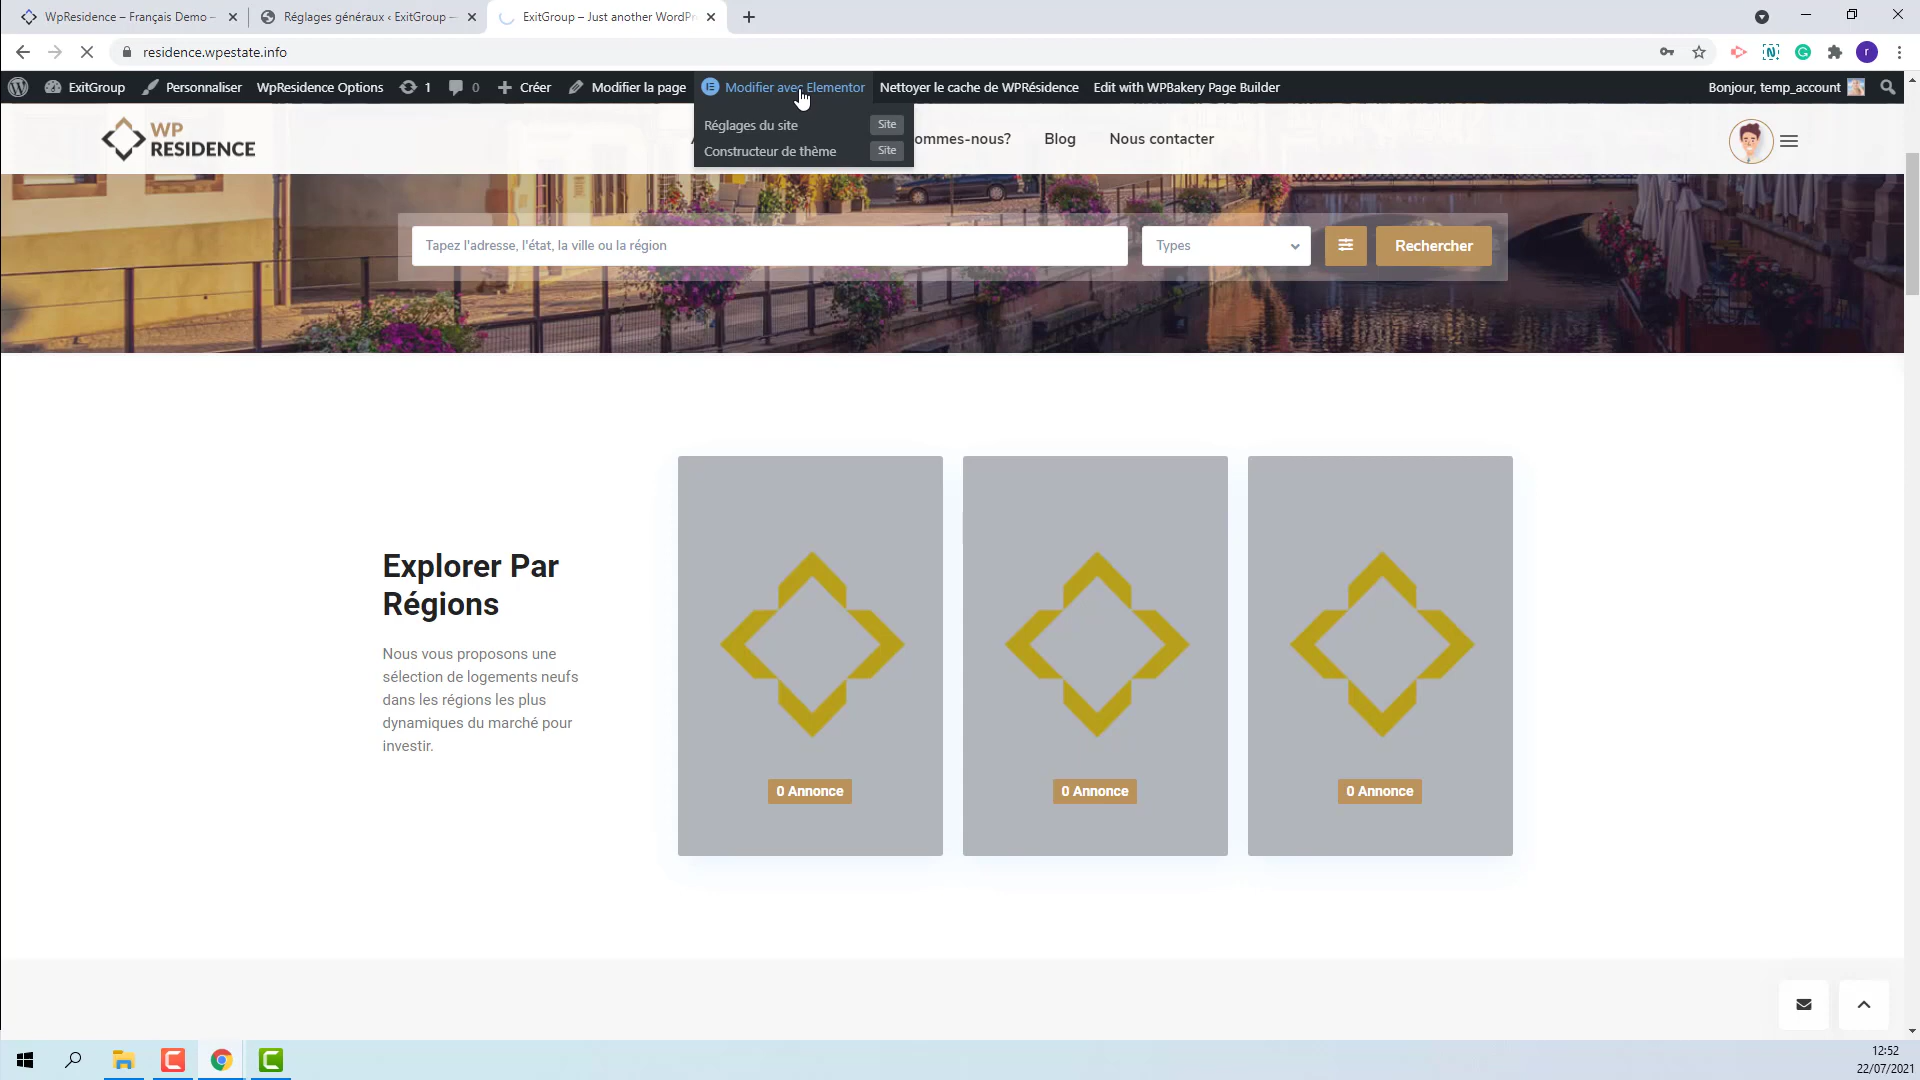 WpResidence – Français Demo –
Réglages généraux ‹ ExitGroup —
ExitGroup – Just another WordPr
residence.wpestate.info
r
ExitGroup
Personnaliser
WpResidence Options
1
0
Créer
Modifier la page
Modifier avec Elementor
Nettoyer le cache de WPRésidence
Edit with WPBakery Page Builder
Bonjour, temp_account
Réglages du site
Site
Constructeur de thème
Site
WP
RESIDENCE
ommes-nous?
Blog
Nous contacter
Tapez l'adresse, l'état, la ville ou la région
Types
Rechercher
Explorer Par
Régions
Nous vous proposons une
sélection de logements neufs
dans les régions les plus
dynamiques du marché pour
investir.
0 Annonce
0 Annonce
0 Annonce
12:52
22/07/2021